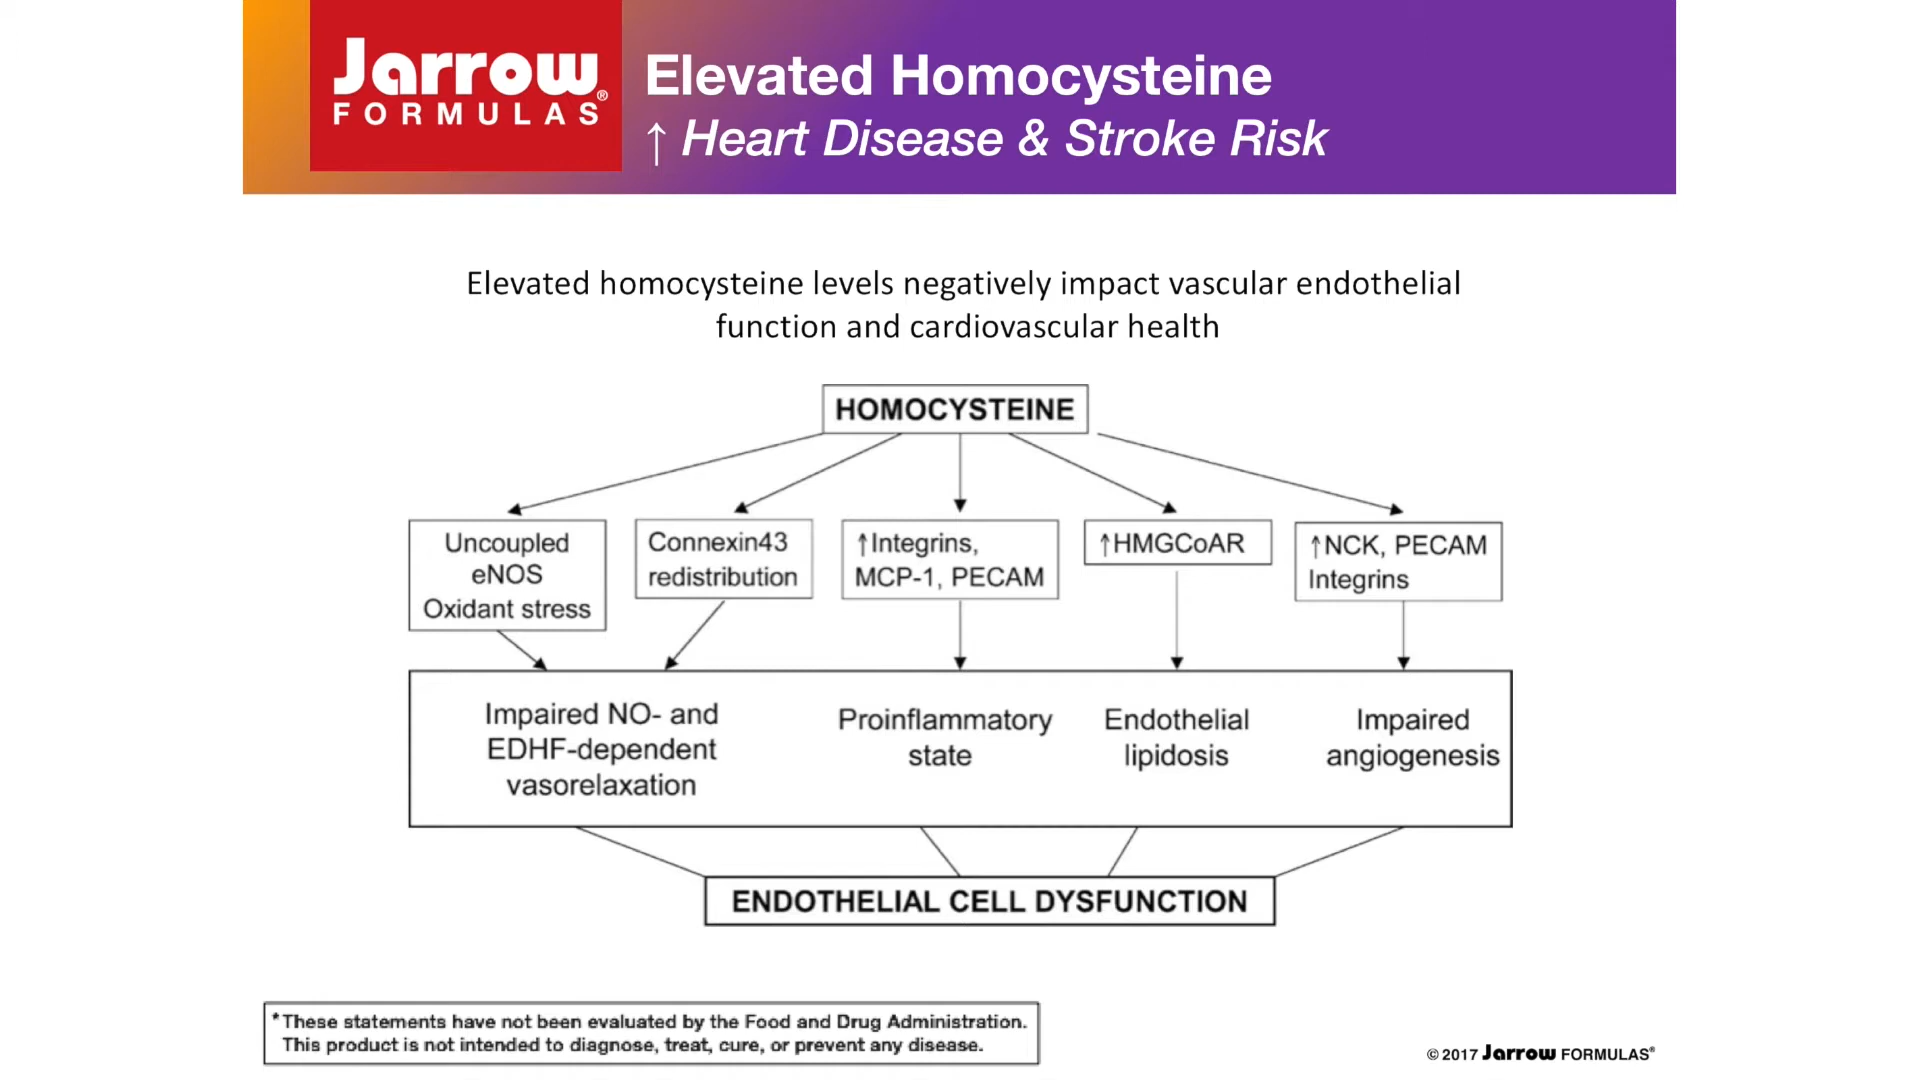 Jarrow®
FORMULAS
Elevated Homocysteine
↑ Heart Disease & Stroke Risk
Elevated homocysteine levels negatively impact vascular endothelial
function and cardiovascular health
HOMOCYSTEINE
Uncoupled
eNOS
Oxidant stress
Connexin43
redistribution
↑Integrins,
MCP-1, PECAM
↑HMGCoAR
↑NCK, PECAM
Integrins
Impaired NO- and
EDHF-dependent
vasorelaxation
Proinflammatory
state
Endothelial
lipidosis
Impaired
angiogenesis
ENDOTHELIAL CELL DYSFUNCTION
*These statements have not been evaluated by the Food and Drug Administration.
This product is not intended to diagnose, treat, cure, or prevent any disease.
© 2017 Jarrow FORMULAS®